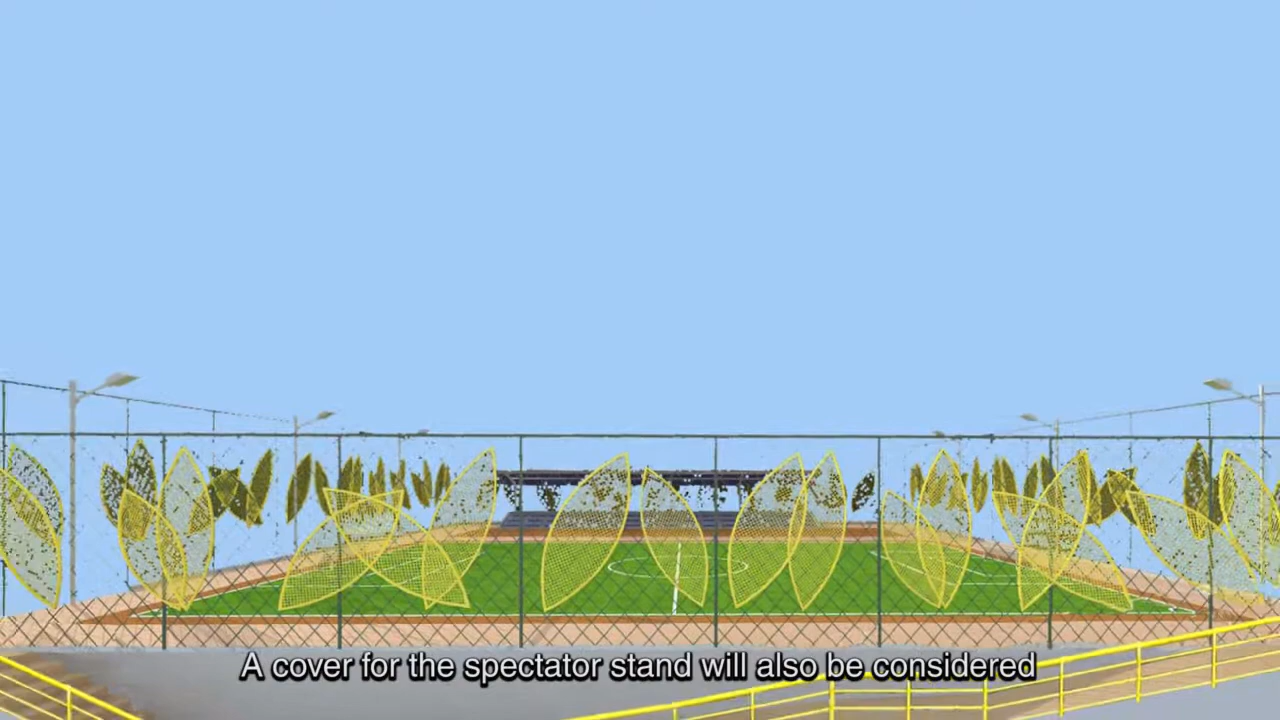 A cover for the spectator stand will also be considered